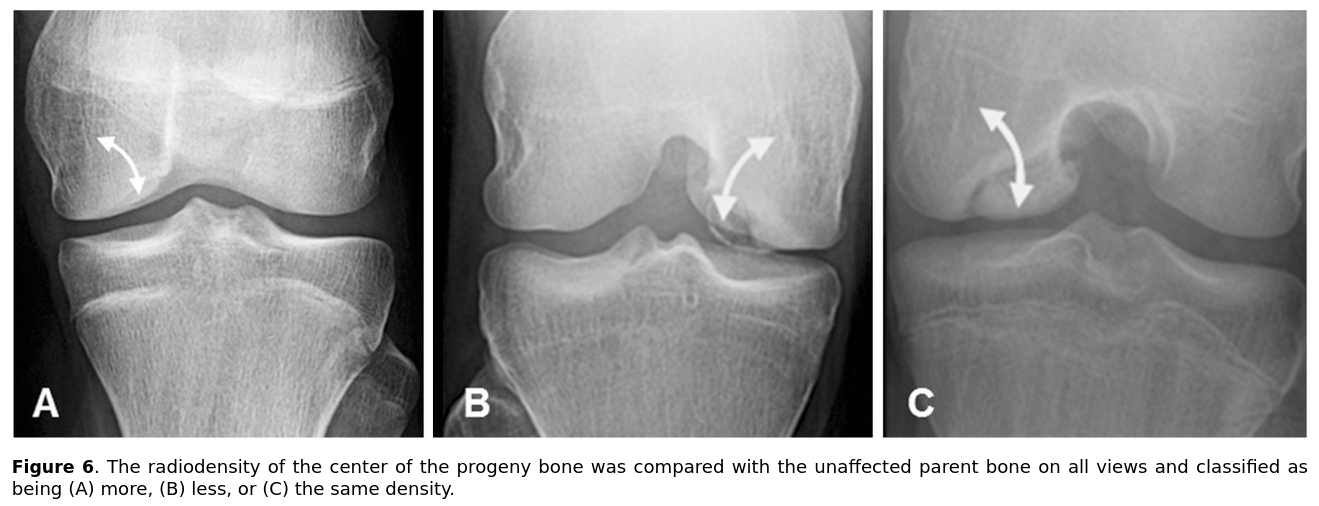 A
B
C
Figure 6. The radiodensity of the center of the progeny bone was compared with the unaffected parent bone on all views and classified as
being (A) more, (B) less, or (C) the same density.